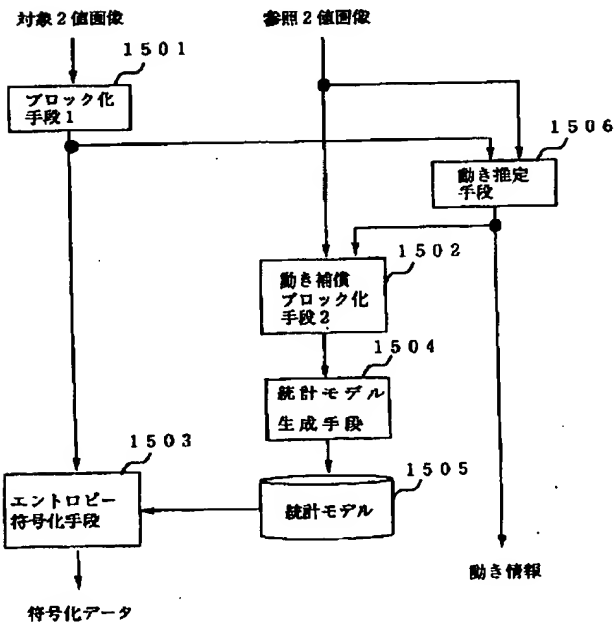 対象2値画像
参照2値画像
1501
ブロック化
手段1
1506
動き推定
手段
1502
動き補償
ブロック化
手段2
1504
統計モデル
生成手段
1503
エントロピー
符号化手段
1505
統計モデル
動き情報
符号化データ